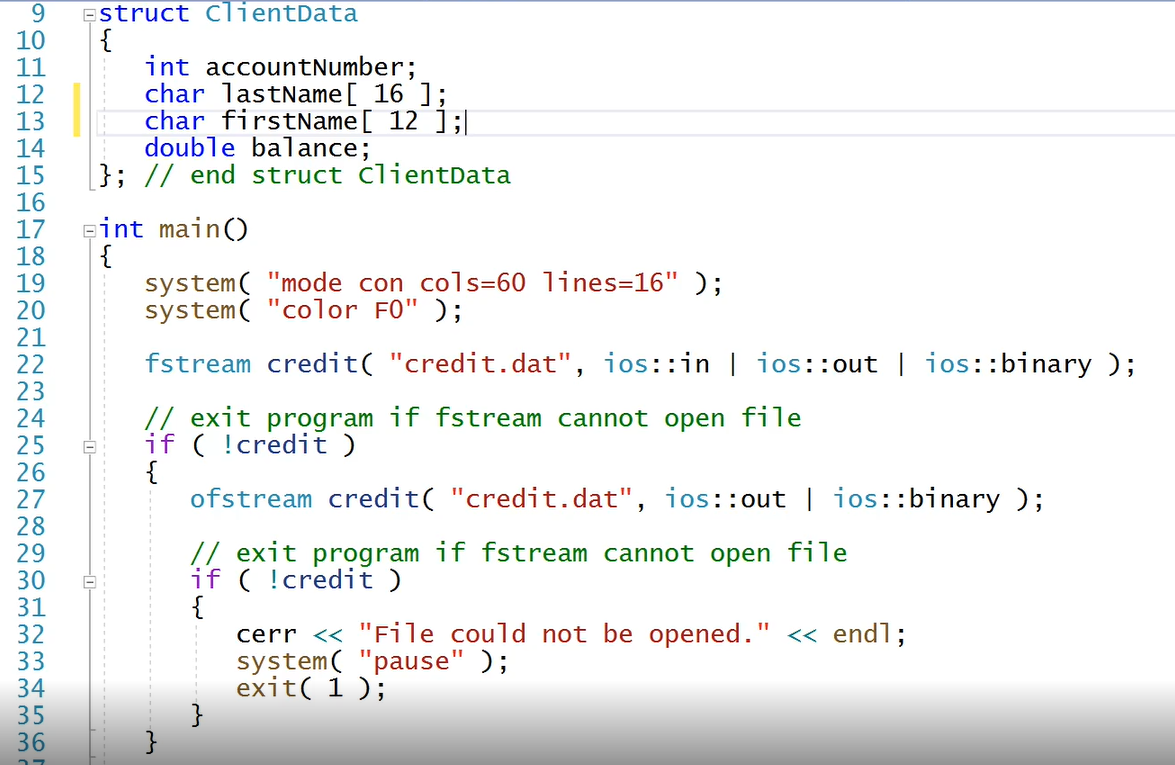 9 struct ClientData
10 {
11 int accountNumber;
12 char lastName[ 16 ];
13 char firstName[ 12 ];
14 double balance;
15 }; // end struct ClientData
16
17 int main()
18 {
19 system( "mode con cols=60 lines=16" );
20 system( "color F0" );
21
22 fstream credit( "credit.dat", ios::in | ios::out | ios::binary );
23
24 // exit program if fstream cannot open file
25 if ( !credit )
26 {
27 ofstream credit( "credit.dat", ios::out | ios::binary );
28
29 // exit program if fstream cannot open file
30 if ( !credit )
31 {
32 cerr << "File could not be opened." << endl;
33 system( "pause" );
34 exit( 1 );
35 }
36 }
37